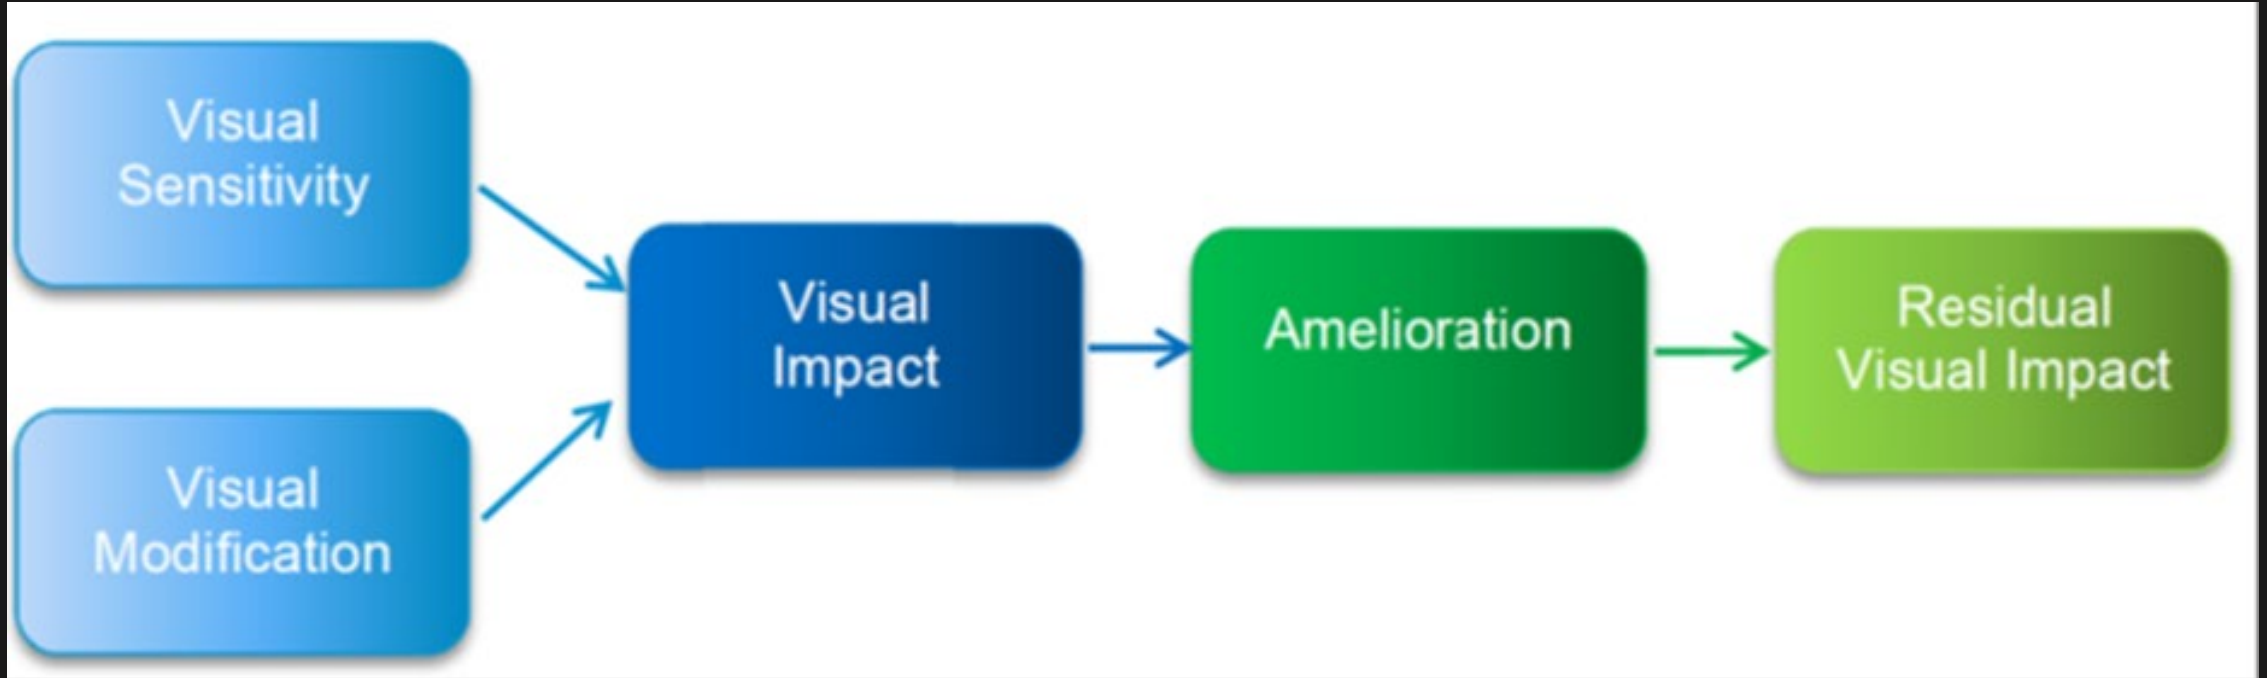 Visual
Sensitivity
Visual
Modification
Visual
Impact
Amelioration
Residual
Visual Impact